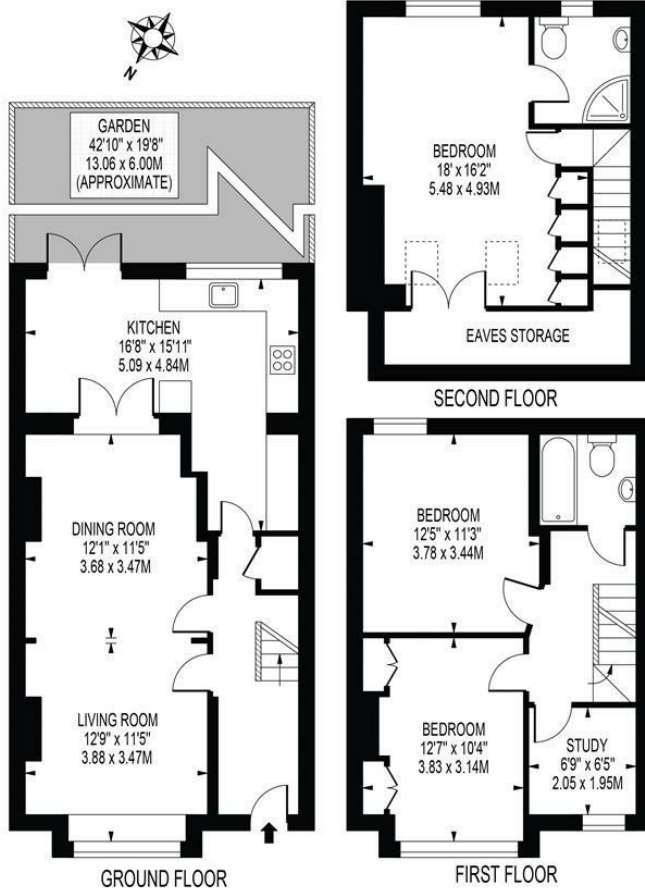 N
GARDEN
42'10" x 19'8"
13.06 x 6.00M
(APPROXIMATE)
KITCHEN
16'8" x 15'11"
5.09 x 4.84M
DINING ROOM
12'1" x 11'5"
3.68 x 3.47M
LIVING ROOM
12'9" x 11'5"
3.88 x 3.47M
GROUND FLOOR
BEDROOM
18' x 16'2"
5.48 x 4.93M
EAVES STORAGE
SECOND FLOOR
BEDROOM
12'5" x 11'3"
3.78 x 3.44M
BEDROOM
12'7" x 10'4"
3.83 x 3.14M
STUDY
6'9" x 6'5"
2.05 x 1.95M
FIRST FLOOR